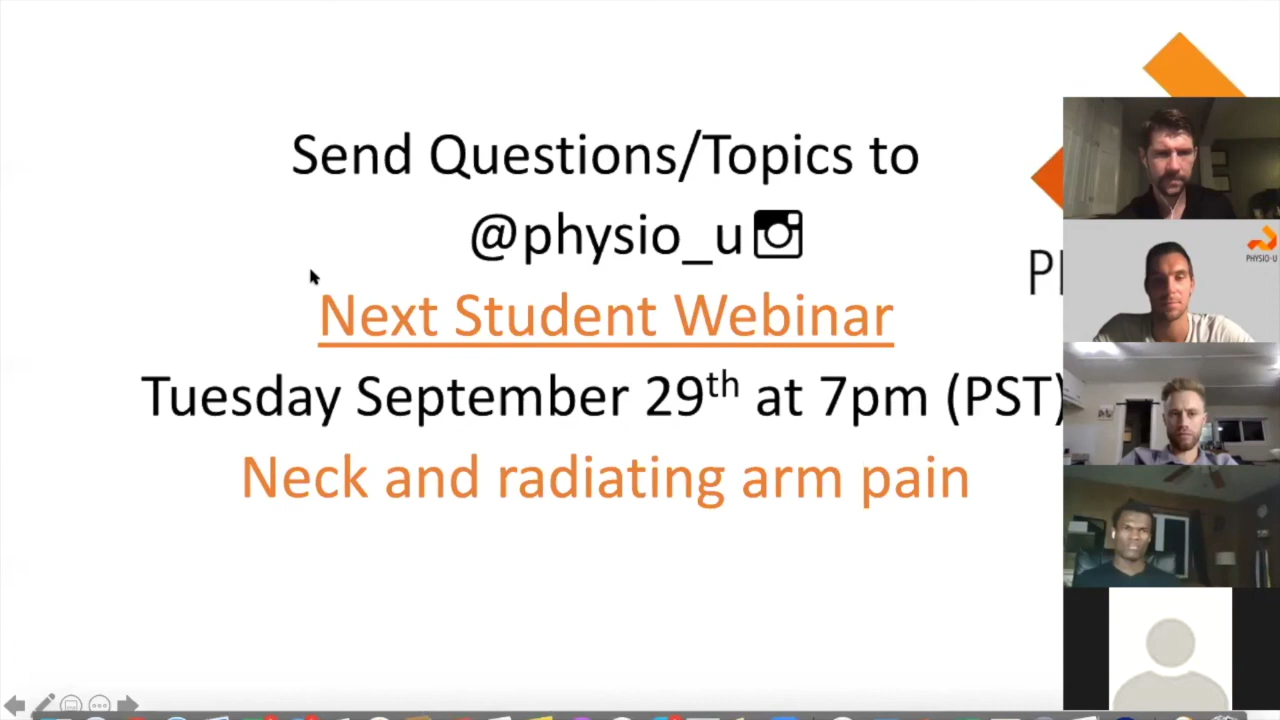 Send Questions/Topics to
@physio_u
Next Student Webinar
Tuesday September 29th at 7pm (PST)
Neck and radiating arm pain
PHYSIO-U